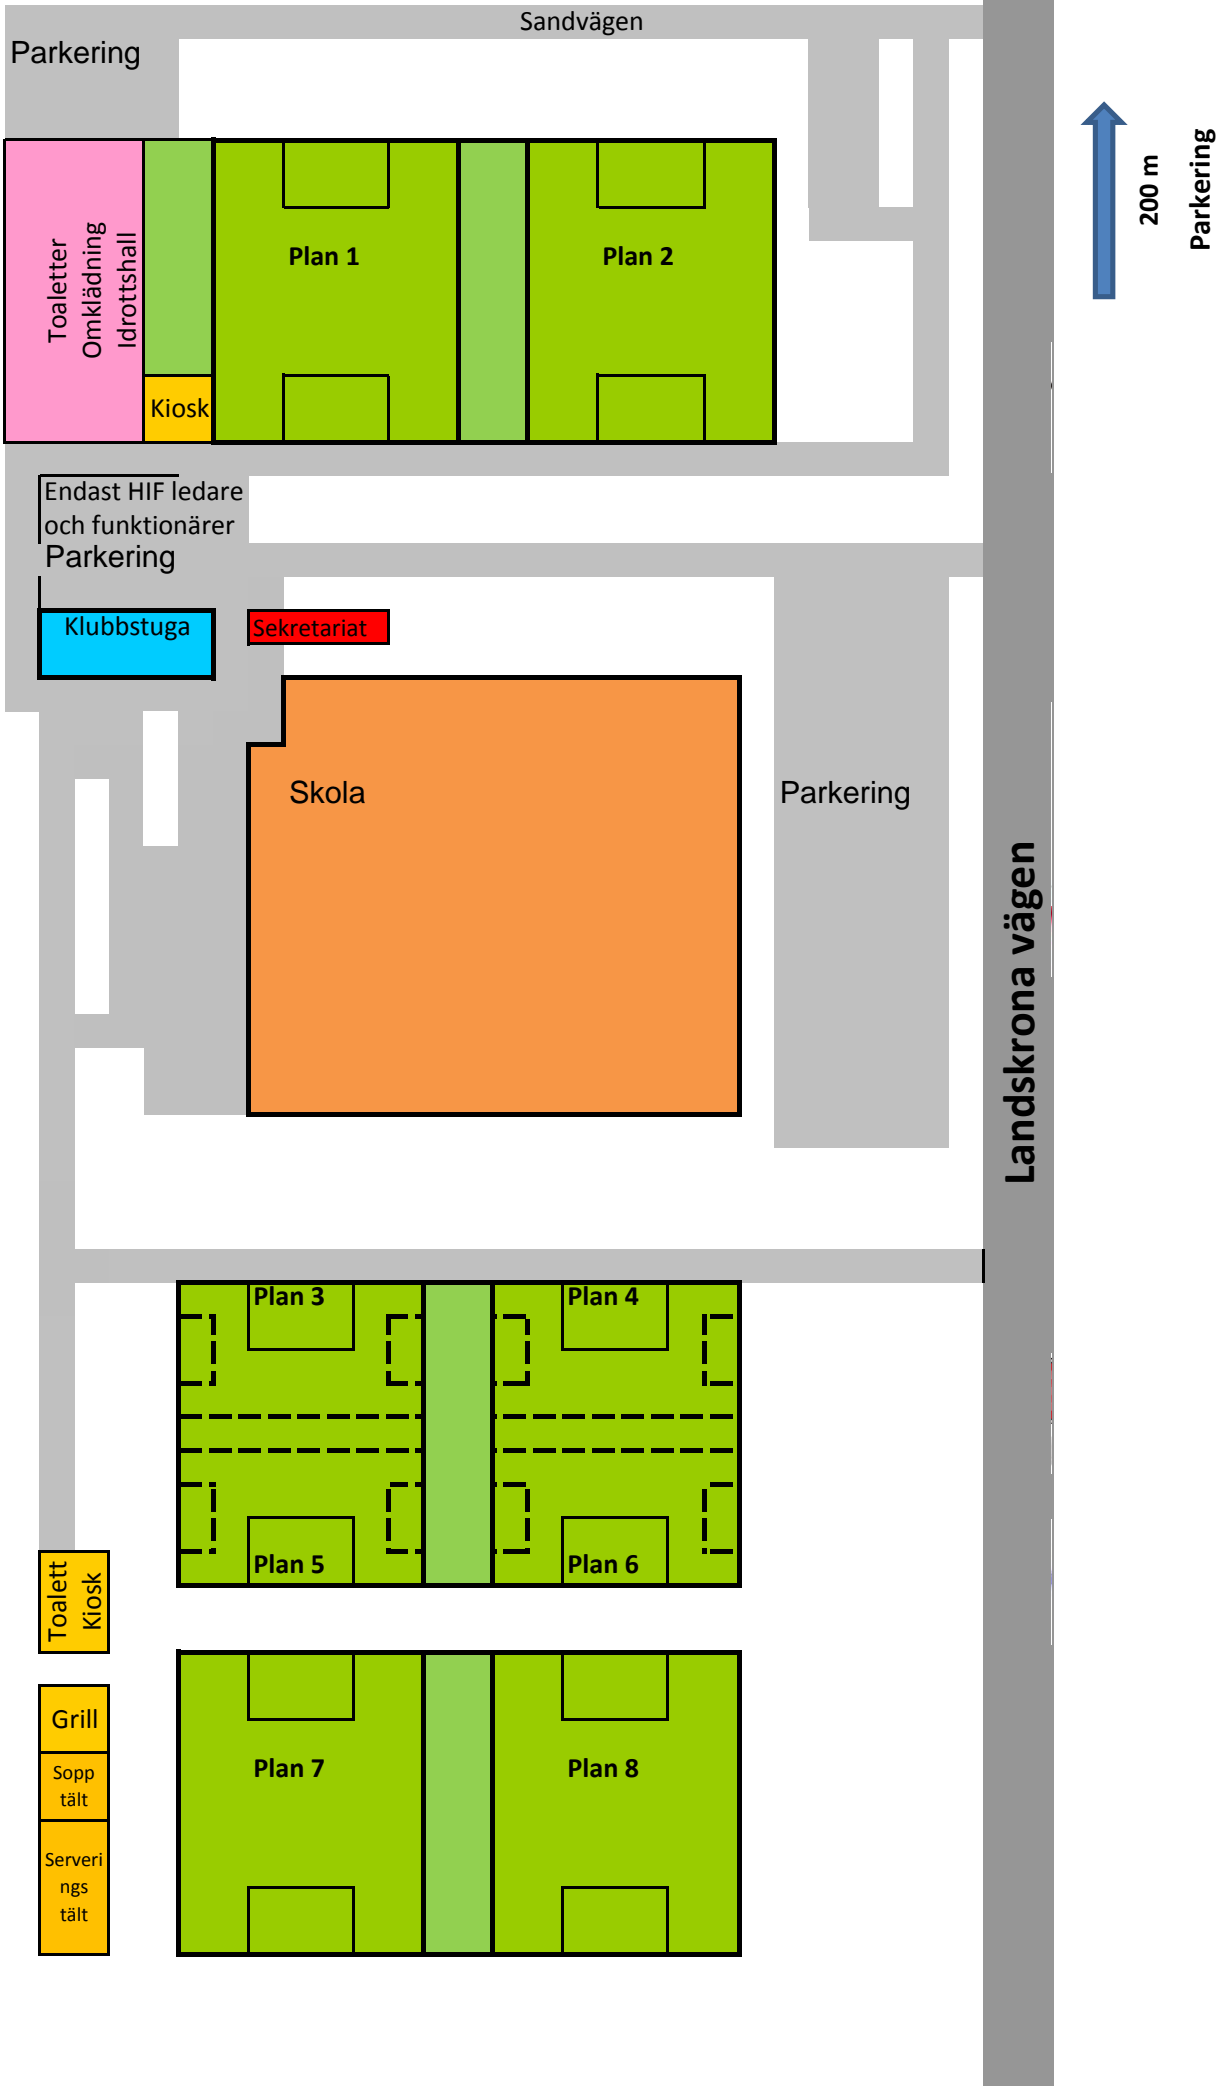 Sandvägen
Parkering
200 m
Parkering
Toaletter
Omklädning
Idrottshall
Plan 1
Plan 2
Kiosk
Endast HIF ledare
och funktionärer
Parkering
Klubbstuga
Sekretariat
Skola
Parkering
Landskrona vägen
Plan 3
Plan 4
Plan 5
Plan 6
Toalett
Kiosk
Grill
Sopp
tält
Serveri
ngs
tält
Plan 7
Plan 8